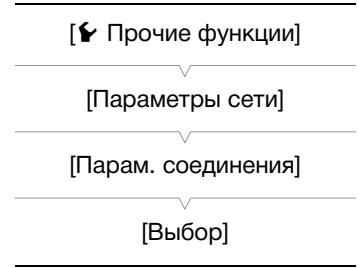 [Прочие функции]
[Параметры сети]
[Парам. соединения]
[Выбор]